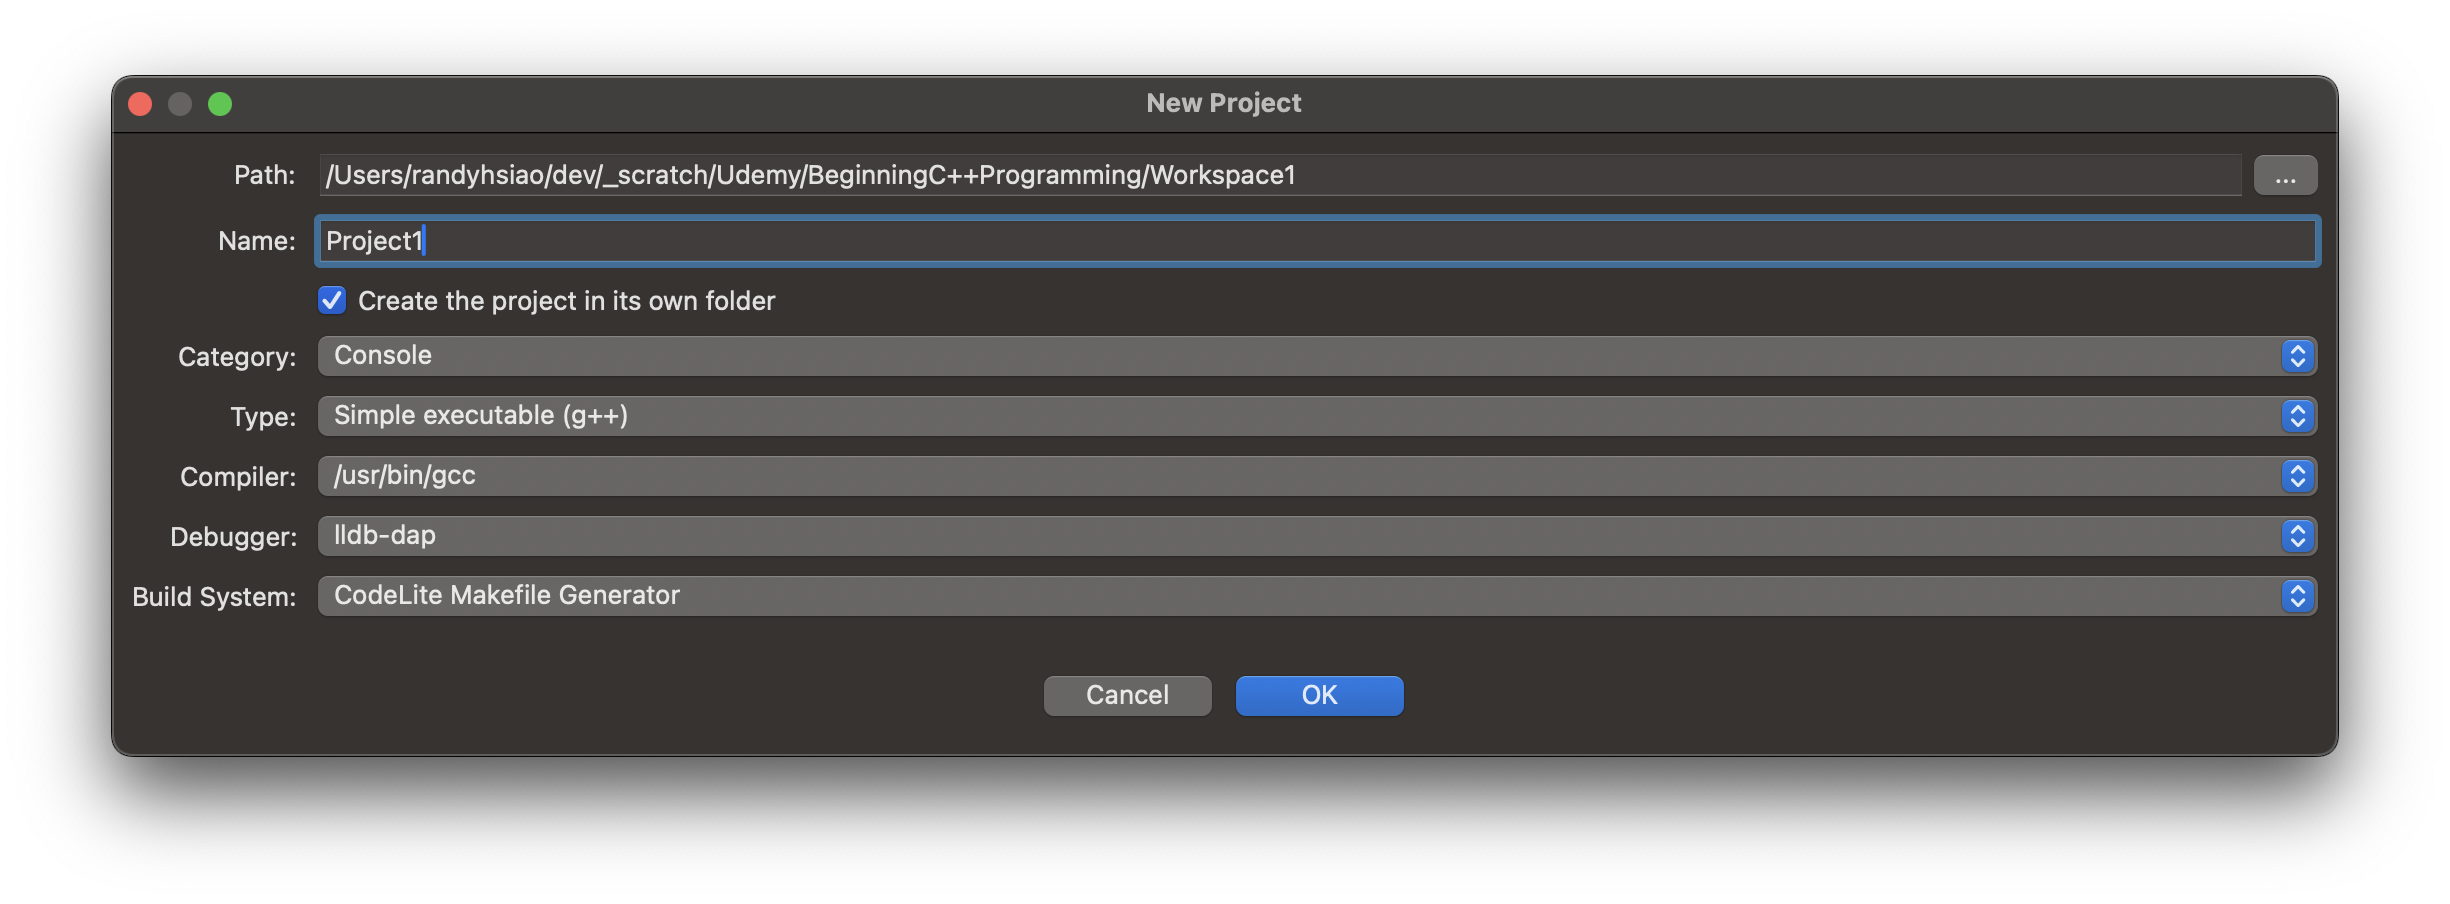 New Project
Path: /Users/randyhsiao/dev/_scratch/Udemy/BeginningC++Programming/Workspace1 ...
Name: Project1
Create the project in its own folder
Category: Console
Type: Simple executable (g++)
Compiler: /usr/bin/gcc
Debugger: lldb-dap
Build System: CodeLite Makefile Generator
Cancel OK